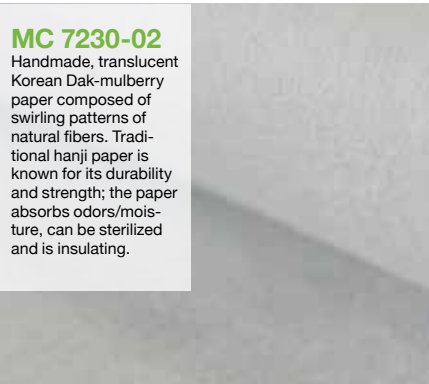 MC 7230-02
Handmade, translucent
Korean Dak-mulberry
paper composed of
swirling patterns of
natural fibers. Tradi-
tional hanji paper is
known for its durability
and strength; the paper
absorbs odors/mois-
ture, can be sterilized
and is insulating.